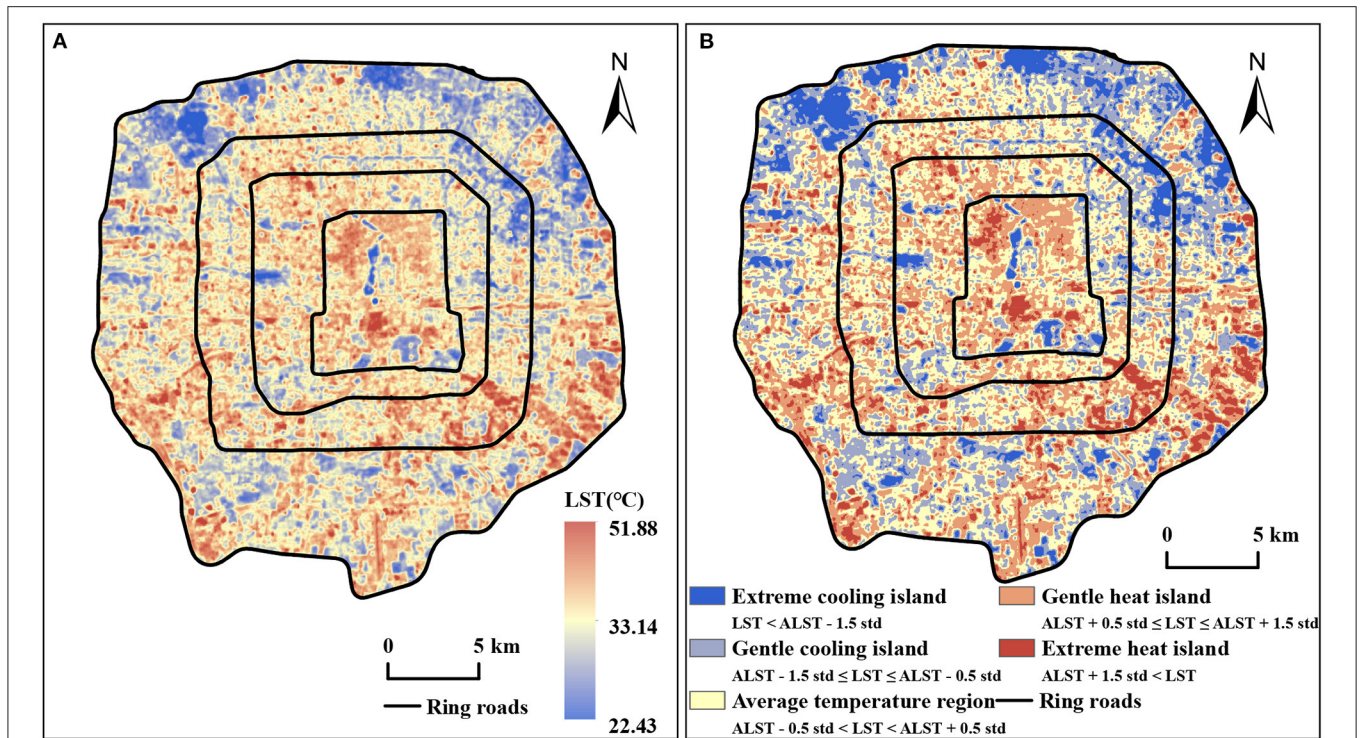 A
N
LST(°C)
51.88
33.14
22.43
0 5 km
Ring roads
B
N
0 5 km
Extreme cooling island
LST < ALST - 1.5 std
Gentle cooling island
ALST - 1.5 std ≤ LST ≤ ALST - 0.5 std
Average temperature region
ALST - 0.5 std < LST < ALST + 0.5 std
Gentle heat island
ALST + 0.5 std ≤ LST ≤ ALST + 1.5 std
Extreme heat island
ALST + 1.5 std < LST
Ring roads